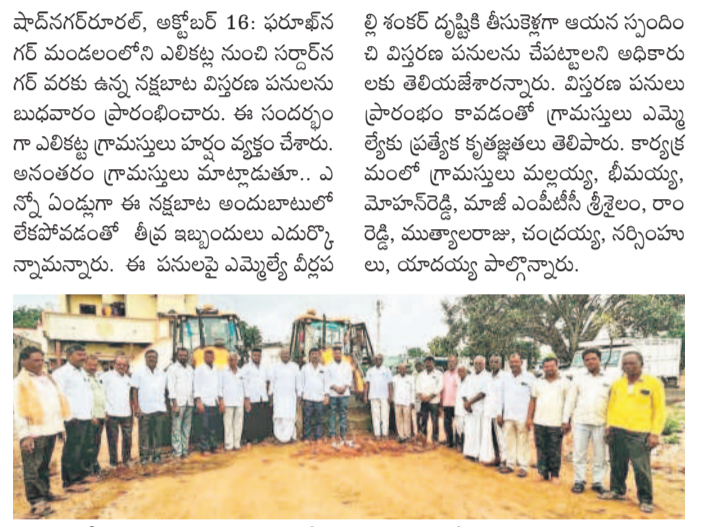 షాద్‌నగర్‌రూరల్, అక్టోబర్ 16: ఫరూఖ్‌న
గర్ మండలంలోని ఎలికట్ల నుంచి సర్దార్‌న
గర్ వరకు ఉన్న నక్షబాట విస్తరణ పనులను
బుధవారం ప్రారంభించారు. ఈ సందర్భం
గా ఎలికట్ట గ్రామస్తులు హర్షం వ్యక్తం చేశారు.
అనంతరం గ్రామస్తులు మాట్లాడుతూ.. ఎ
న్నో ఏండ్లుగా ఈ నక్షబాట అందుబాటులో
లేకపోవడంతో తీవ్ర ఇబ్బందులు ఎదుర్కొ
న్నామన్నారు. ఈ పనులపై ఎమ్మెల్యే వీర్లప
ల్లి శంకర్ దృష్టికి తీసుకెళ్లగా ఆయన స్పందిం
చి విస్తరణ పనులను చేపట్టాలని అధికారు
లకు తెలియజేశారన్నారు. విస్తరణ పనులు
ప్రారంభం కావడంతో గ్రామస్తులు ఎమ్మె
ల్యేకు ప్రత్యేక కృతజ్ఞతలు తెలిపారు. కార్యక్ర
మంలో గ్రామస్తులు మల్లయ్య, భీమయ్య,
మోహన్‌రెడ్డి, మాజీ ఎంపీటీసీ శ్రీశైలం, రాం
రెడ్డి, ముత్యాలరాజు, చంద్రయ్య, నర్సింహు
లు, యాదయ్య పాల్గొన్నారు.